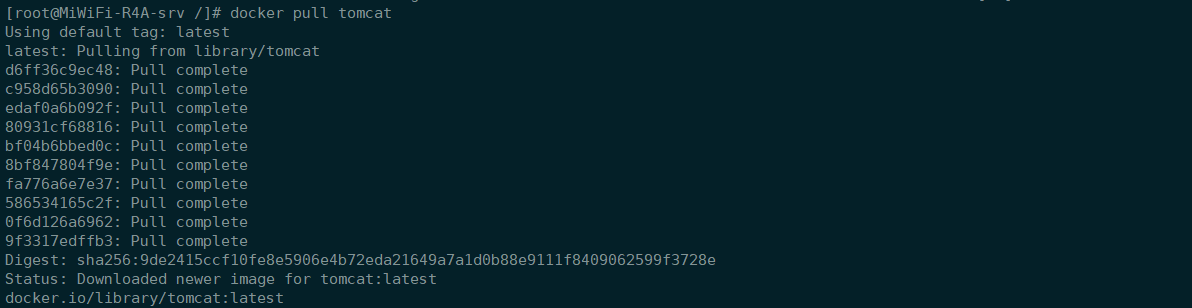 [root@MiWiFi-R4A-srv /]# docker pull tomcat
Using default tag: latest
latest: Pulling from library/tomcat
d6ff36c9ec48: Pull complete
c958d65b3090: Pull complete
edaf0a6b092f: Pull complete
80931cf68816: Pull complete
bf04b6bbed0c: Pull complete
8bf847804f9e: Pull complete
fa776a6e7e37: Pull complete
586534165c2f: Pull complete
0f6d126a6962: Pull complete
9f3317edffb3: Pull complete
Digest: sha256:9de2415ccf10fe8e5906e4b72eda21649a7a1d0b88e9111f8409062599f3728e
Status: Downloaded newer image for tomcat:latest
docker.io/library/tomcat:latest